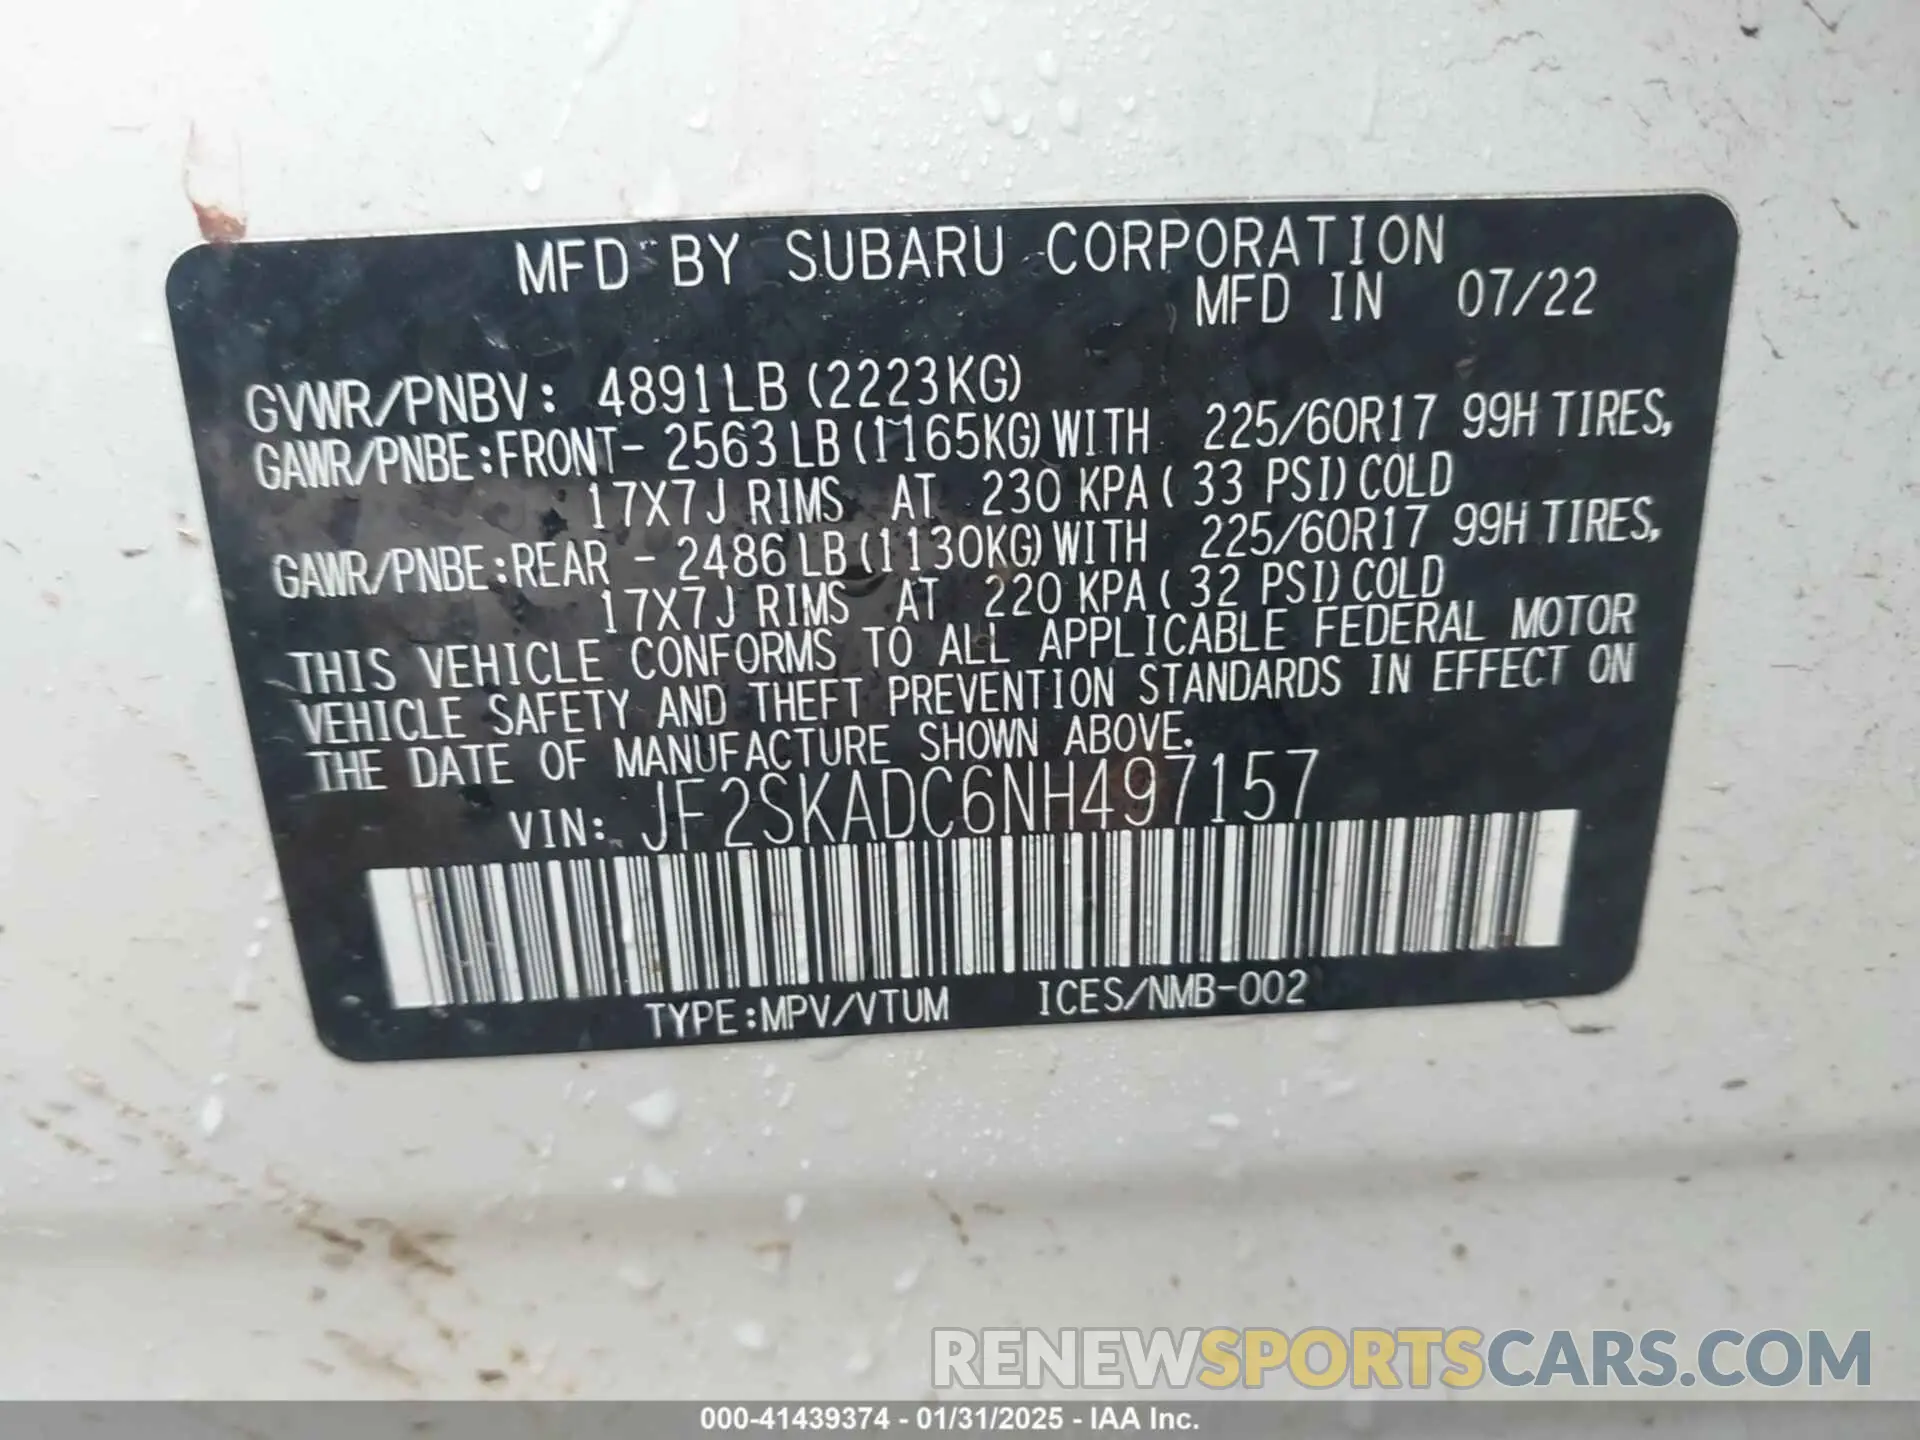 MFD BY SUBARU CORPORATION
MFD IN 07/22
GVWR/PNBV: 4891LB (2223KG)
GAWR/PNBE:FRONT- 2563 LB (1165KG) WITH 225/60R17 99H TIRES,
17X7J RIMS AT 230 KPA ( 33 PSI) COLD
GAWR/PNBE:REAR - 2486 LB (1130KG) WITH 225/60R17 99H TIRES,
17X7J RIMS AT 220 KPA ( 32 PSI) COLD
THIS VEHICLE CONFORMS TO ALL APPLICABLE FEDERAL MOTOR
VEHICLE SAFETY AND THEFT PREVENTION STANDARDS IN EFFECT ON
THE DATE OF MANUFACTURE SHOWN ABOVE.
VIN: JF2SKADC6NH497157
TYPE:MPV/VTUM ICES/NMB-002
RENEWSPORTSCARS.COM
000-41439374 - 01/31/2025 - IAA Inc.